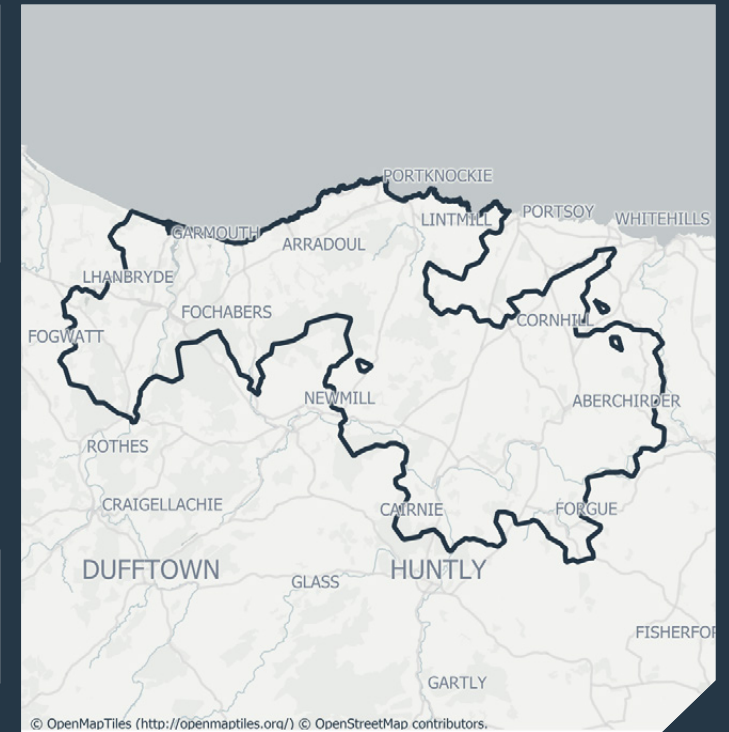 PORTKNOCKIE
LINTMILL
PORTSOY
WHITEHILLS
GARMOUTH
ARRADOUL
LHANBRYDE
FOCHABERS
CORNHILL
FOGWATT
NEWMILL
ABERCHIRDER
ROTHES
CRAIGELLACHIE
CAIRNIE
FORGUE
DUFFTOWN
GLASS
HUNTLY
FISHERFOR
GARTLY
© OpenMapTiles (http://openmaptiles.org/) © OpenStreetMap contributors.